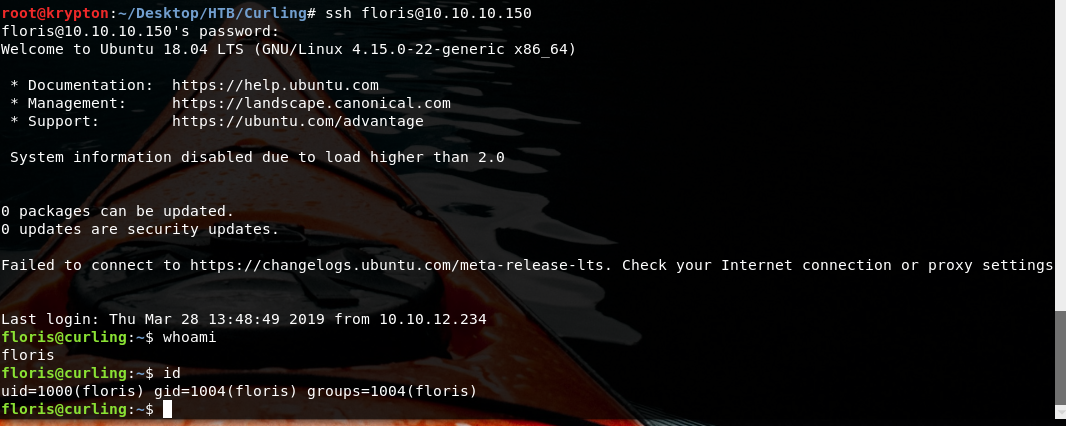 root@krypton:~/Desktop/HTB/Curling# ssh floris@10.10.10.150
floris@10.10.10.150's password:
Welcome to Ubuntu 18.04 LTS (GNU/Linux 4.15.0-22-generic x86_64)
* Documentation:  https://help.ubuntu.com
* Management:     https://landscape.canonical.com
* Support:        https://ubuntu.com/advantage
System information disabled due to load higher than 2.0
0 packages can be updated.
0 updates are security updates.
Failed to connect to https://changelogs.ubuntu.com/meta-release-lts. Check your Internet connection or proxy settings
Last login: Thu Mar 28 13:48:49 2019 from 10.10.12.234
floris@curling:~$ whoami
floris
floris@curling:~$ id
uid=1000(floris) gid=1004(floris) groups=1004(floris)
floris@curling:~$